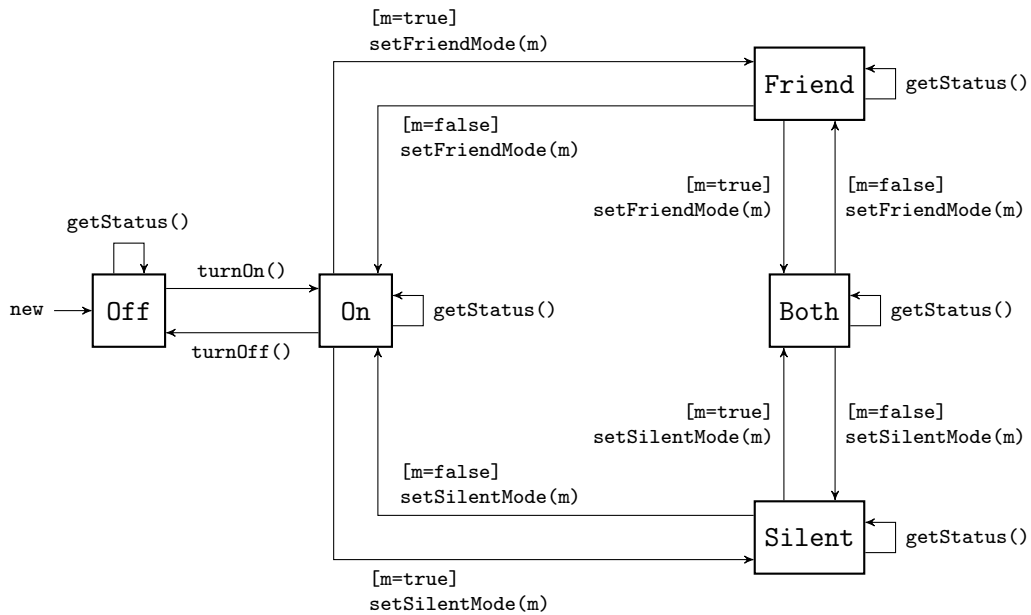 [m=true]
setFriendMode(m)
Friend
getStatus()
[m=false]
setFriendMode(m)
[m=true]
setFriendMode(m)
[m=false]
setFriendMode(m)
getStatus()
new
Off
turnOn()
turnOff()
On
getStatus()
Both
getStatus()
[m=true]
setSilentMode(m)
[m=false]
setSilentMode(m)
[m=false]
setSilentMode(m)
Silent
getStatus()
[m=true]
setSilentMode(m)